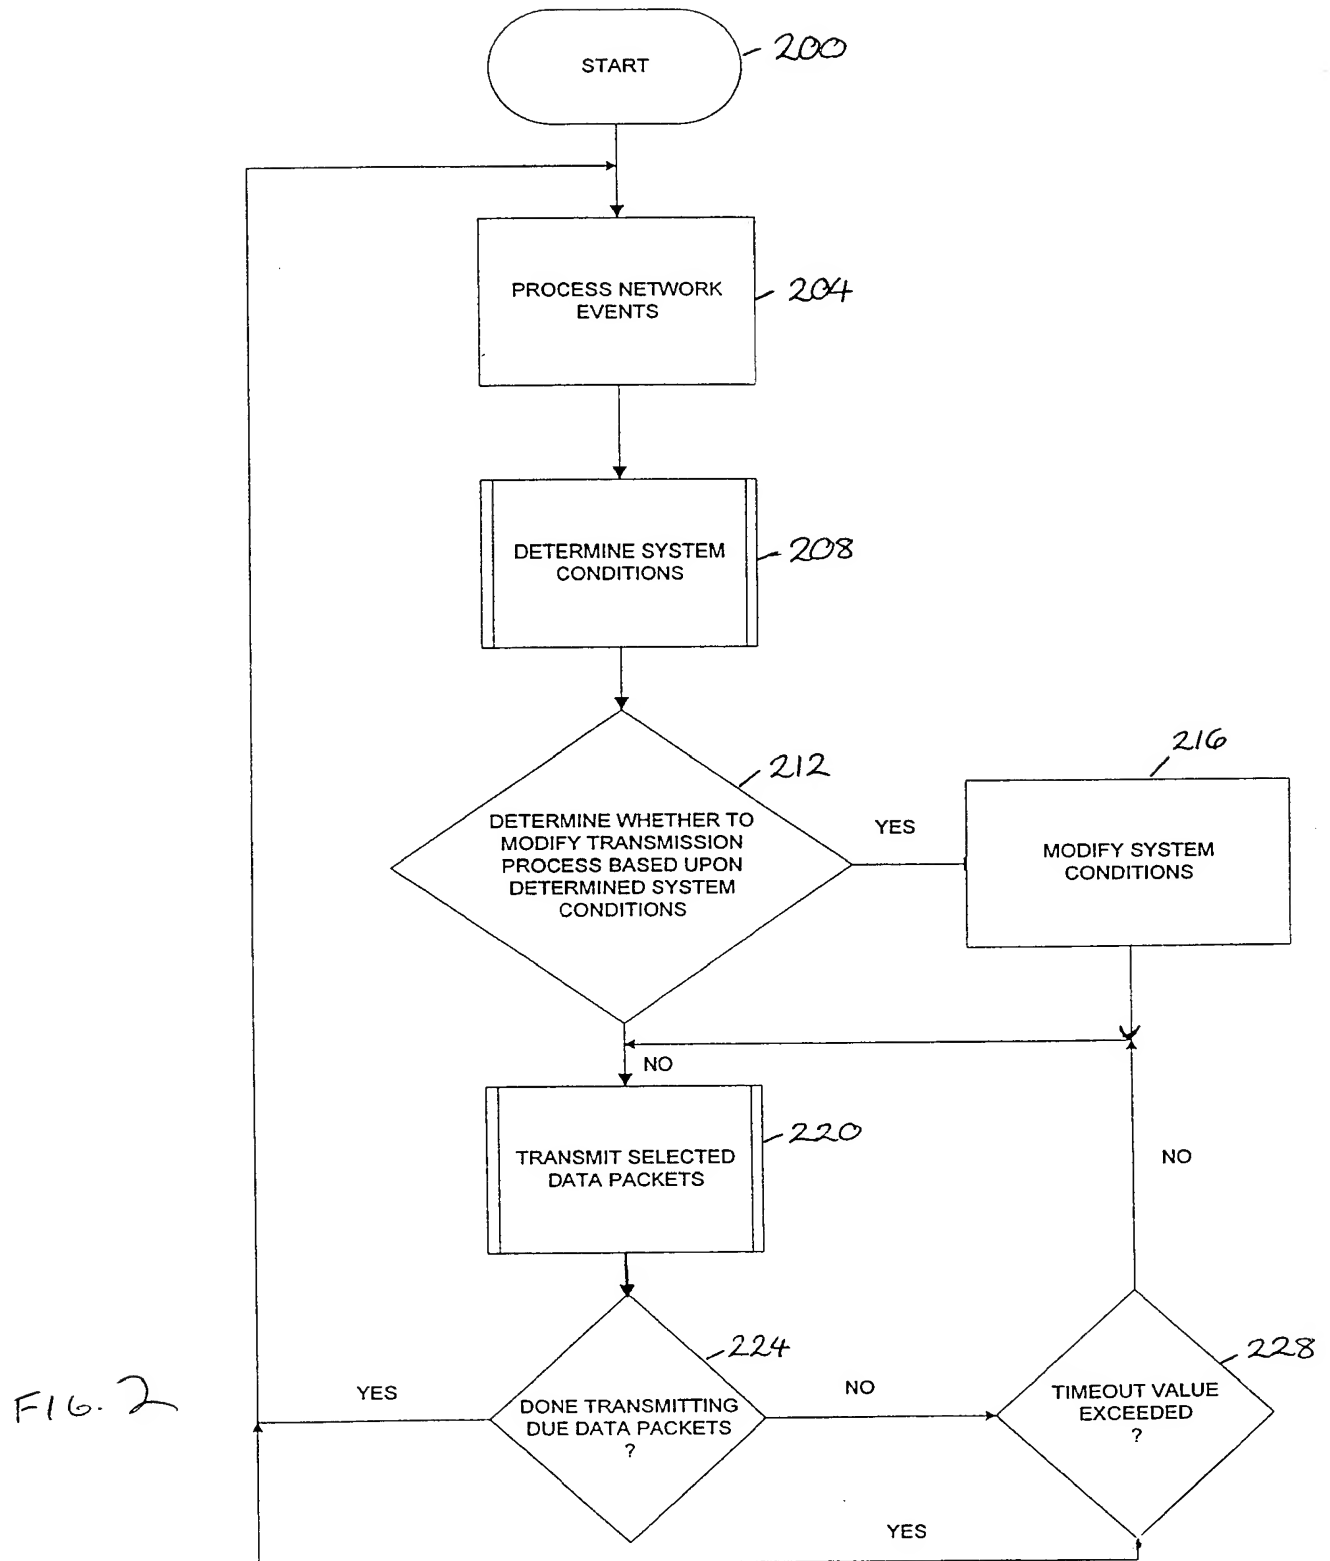 START
200
PROCESS NETWORK
EVENTS
204
DETERMINE SYSTEM
CONDITIONS
208
212
DETERMINE WHETHER TO
MODIFY TRANSMISSION
PROCESS BASED UPON
DETERMINED SYSTEM
CONDITIONS
YES
216
MODIFY SYSTEM
CONDITIONS
NO
TRANSMIT SELECTED
DATA PACKETS
220
NO
224
DONE TRANSMITTING
DUE DATA PACKETS
?
YES
NO
228
TIMEOUT VALUE
EXCEEDED
?
YES
FIG. 2